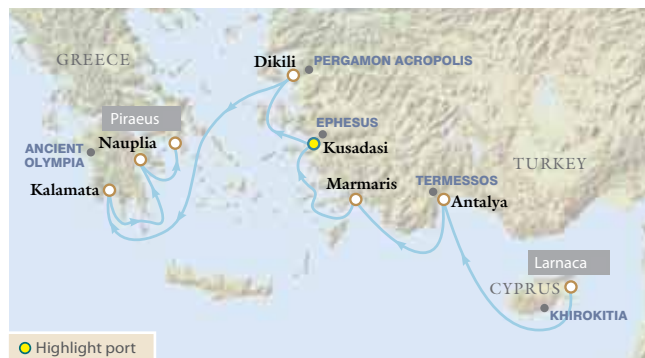 GREECE
Dikili
PERGAMON ACROPOLIS
Piraeus
EPHESUS
Nauplia
Kusadasi
ANCIENT
OLYMPIA
TURKEY
Kalamata
Marmaris
TERMESSOS
Antalya
Larnaca
CYPRUS
KHIROKITIA
Highlight port